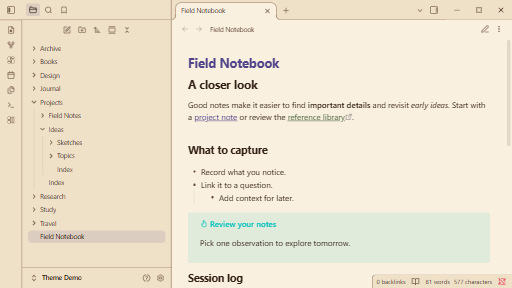 Field Notebook
Field Notebook
Archive
Books
Design
Journal
Projects
Field Notes
Ideas
Sketches
Topics
Index
Index
Research
Study
Travel
Field Notebook
Theme Demo
Field Notebook
A closer look
Good notes make it easier to find important details and revisit early ideas. Start with
a project note or review the reference library.
What to capture
Record what you notice.
Link it to a question.
Add context for later.
Review your notes
Pick one observation to explore tomorrow.
Session log
0 backlinks 81 words 577 characters